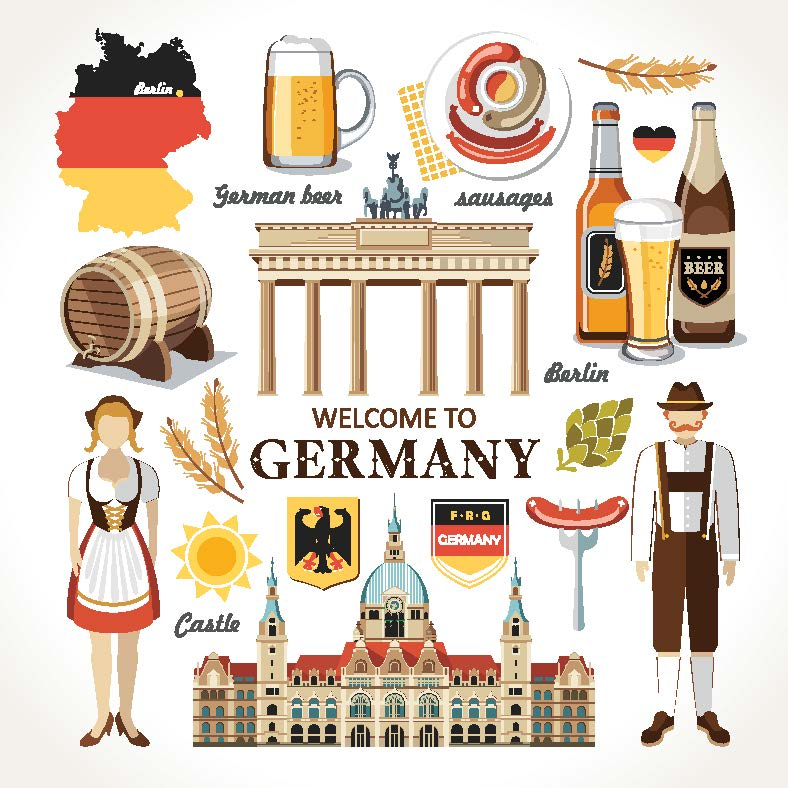 Berlin
German beer
sausages
BEER
Berlin
WELCOME TO
GERMANY
F·R·G
GERMANY
Castle